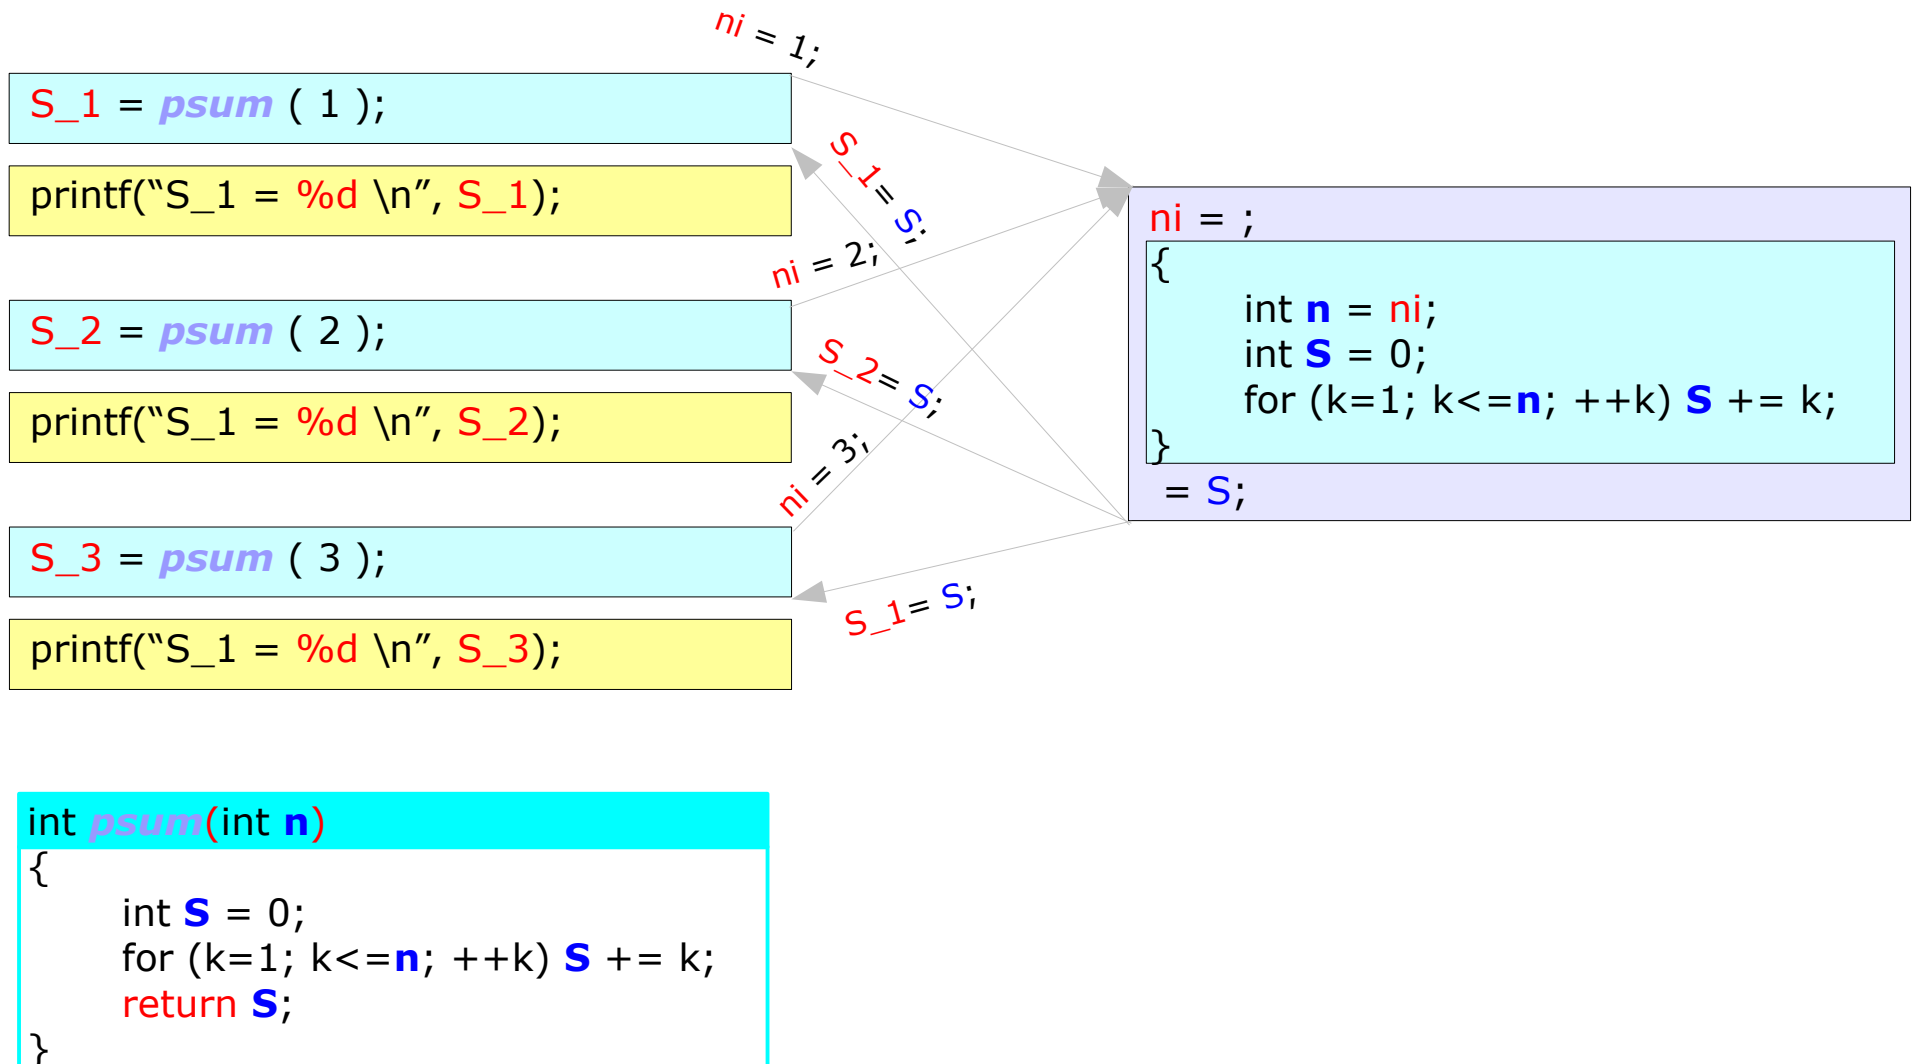 ni = 1;
S_1 = psum ( 1 );
S_1= S;
printf(“S_1 = %d \n”, S_1);
ni = 2;
S_2 = psum ( 2 );
S_2= S;
printf(“S_1 = %d \n”, S_2);
ni = 3;
S_3 = psum ( 3 );
S_1= S;
printf(“S_1 = %d \n”, S_3);
ni = ;
{
int n = ni;
int S = 0;
for (k=1; k<=n; ++k) S += k;
}
= S;
int psum(int n)
{
int S = 0;
for (k=1; k<=n; ++k) S += k;
return S;
}